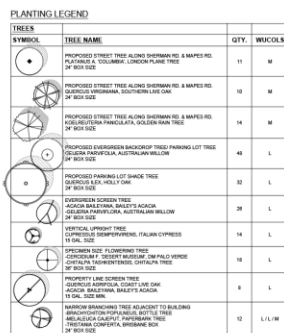 PLANTING LEGEND
TREES
SYMBOL TREE NAME QTY. WUCOLS
PROPOSED STREET TREE ALONG SHERMAN RD. & MAPES RD.
PLATANUS A. 'COLUMBIA', LONDON PLANE TREE
24" BOX SIZE
11 M
PROPOSED STREET TREE ALONG SHERMAN RD. & MAPES RD.
QUERCUS VIRGINIANA, SOUTHERN LIVE OAK
24" BOX SIZE
10 M
PROPOSED STREET TREE ALONG SHERMAN RD. & MAPES RD.
KOELREUTERIA PANICULATA, GOLDEN RAIN TREE
24" BOX SIZE
14 M
PROPOSED EVERGREEN BACKDROP TREE/ PARKING LOT TREE
GEIJERA PARVIFOLIA, AUSTRALIAN WILLOW
24" BOX SIZE
L
PROPOSED PARKING LOT SHADE TREE
QUERCUS ILEX, HOLLY OAK
24" BOX SIZE
32 L
EVERGREEN SCREEN TREE
-ACACIA BAILEYANA, BAILEY'S ACACIA
-GEIJERA PARVIFLORA, AUSTRALIAN WILLOW
24" BOX SIZE
L
VERTICAL UPRIGHT TREE
CUPRESSUS SEMPERVIRENS, ITALIAN CYPRESS
15 GAL. SIZE
14 L
SPECIMEN SIZE FLOWERING TREE
-CERCIDIUM F. 'DESERT MUSEUM', DM PALO VERDE
-CHITALPA TASHKENTENSIS, CHITALPA TREE
36" BOX SIZE
L
PROPERTY LINE SCREEN TREE
-QUERCUS AGRIFOLIA, COAST LIVE OAK
-ACACIA BAILEYANA, BAILEY'S ACACIA
15 GAL. SIZE MIN.
L
NARROW BRANCHING TREE ADJACENT TO BUILDING
-BRACHYCHITON POPULNEUS, BOTTLE TREE
-MELALEUCA CAJEPUT, PAPERBARK TREE
-TRISTANIA CONFERTA, BRISBANE BOX
24" BOX SIZE
12 L / L / M